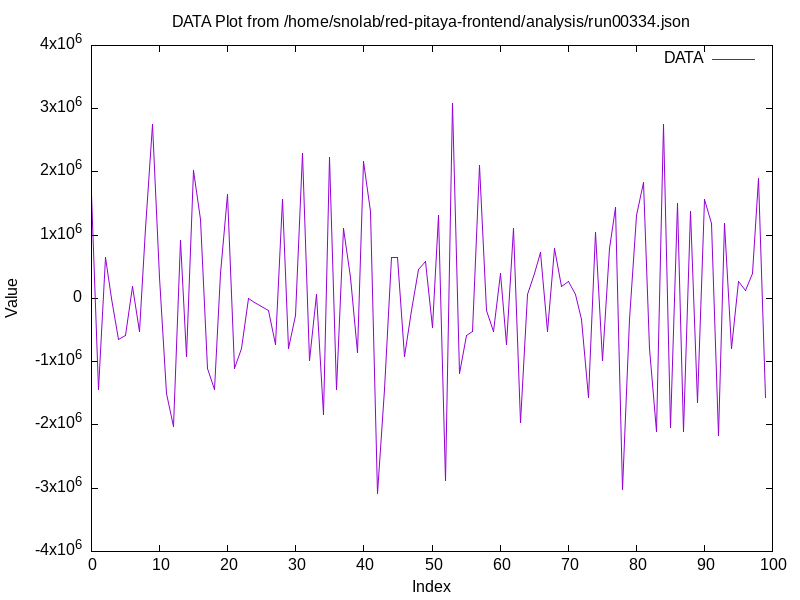 DATA Plot from /home/snolab/red-pitaya-frontend/analysis/run00334.json
DATA
4x10^6
3x10^6
2x10^6
1x10^6
0
-1x10^6
-2x10^6
-3x10^6
-4x10^6
Value
0 10 20 30 40 50 60 70 80 90 100
Index